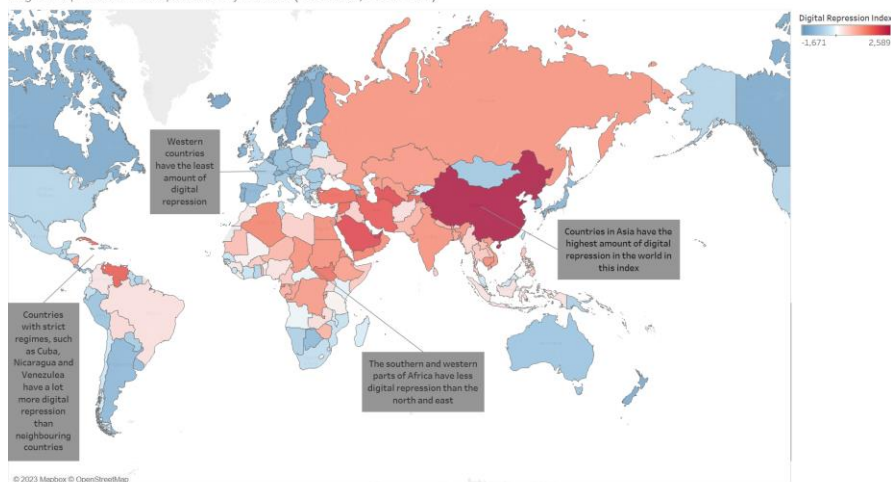 Digital Repression Index
-1,671 2,589
Western
countries
have the least
amount of
digital
repression
Countries in Asia have the
highest amount of digital
repression in the world in
this index
Countries
with strict
regimes, such
as Cuba,
Nicaragua and
Venezulea
have a lot
more digital
repression
than
neighbouring
countries
The southern and western
parts of Africa have less
digital repression than the
north and east
© 2023 Mapbox © OpenStreetMap